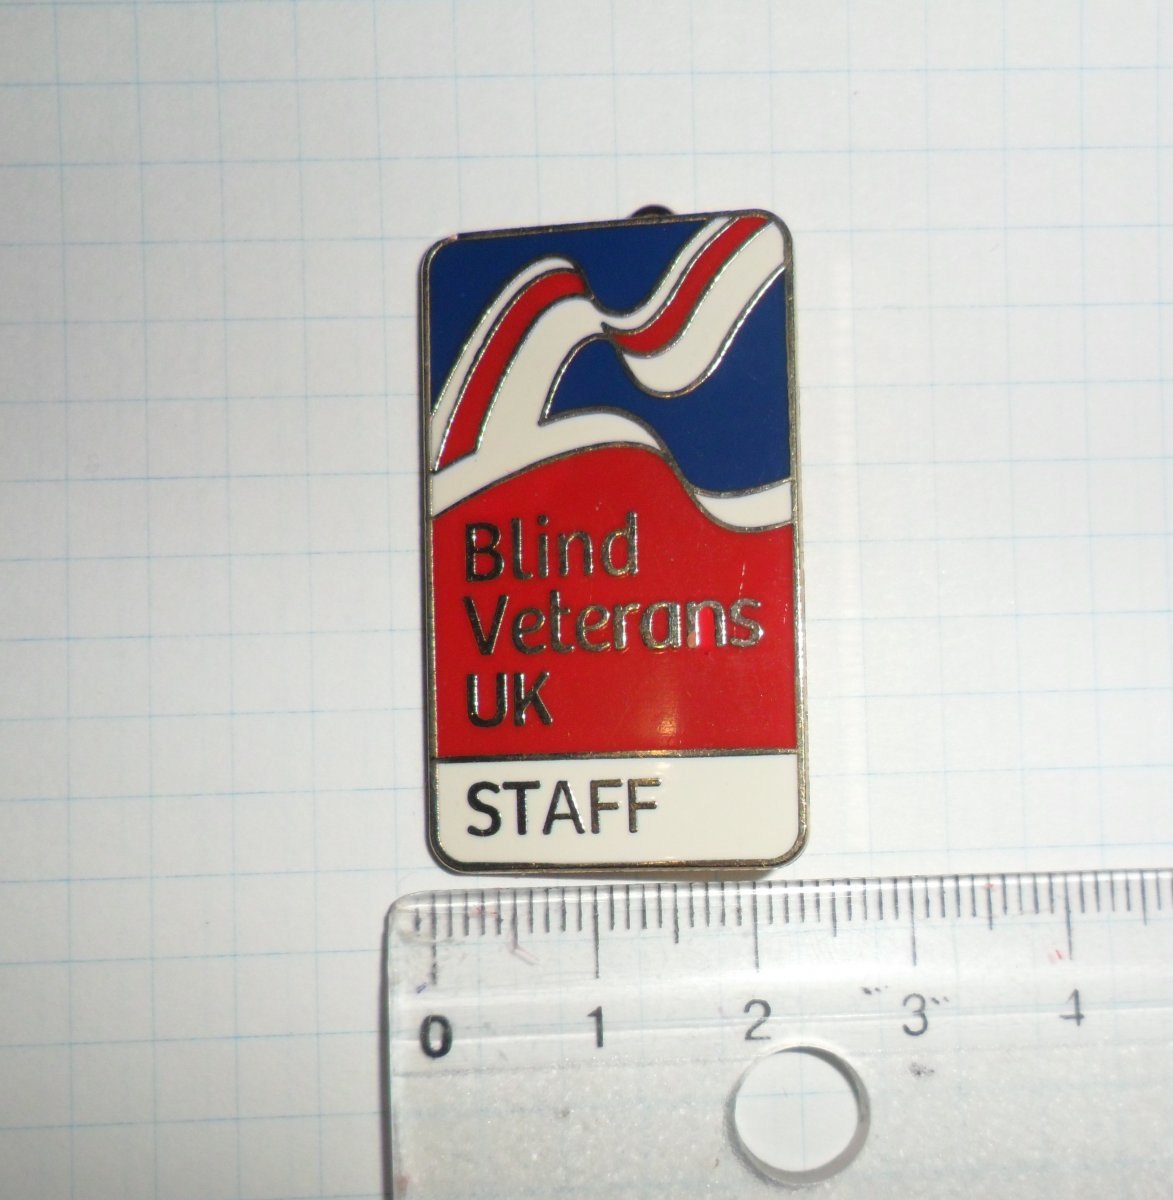 Blind
Veterans
UK
STAFF
0 1 2 3 4